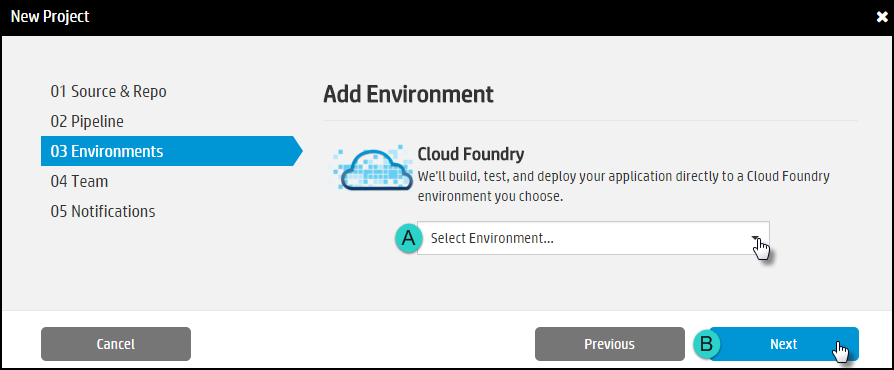 New Project
01 Source & Repo
02 Pipeline
03 Environments
04 Team
05 Notifications
Add Environment
Cloud Foundry
We'll build, test, and deploy your application directly to a Cloud Foundry
environment you choose.
A
Select Environment...
Cancel
Previous
B
Next